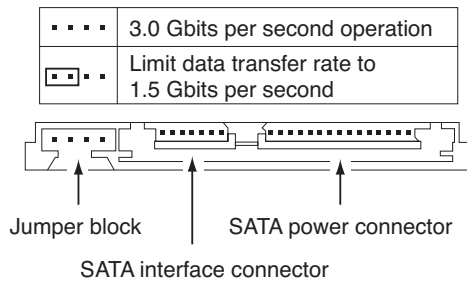 3.0 Gbits per second operation
Limit data transfer rate to
1.5 Gbits per second
Jumper block
SATA power connector
SATA interface connector